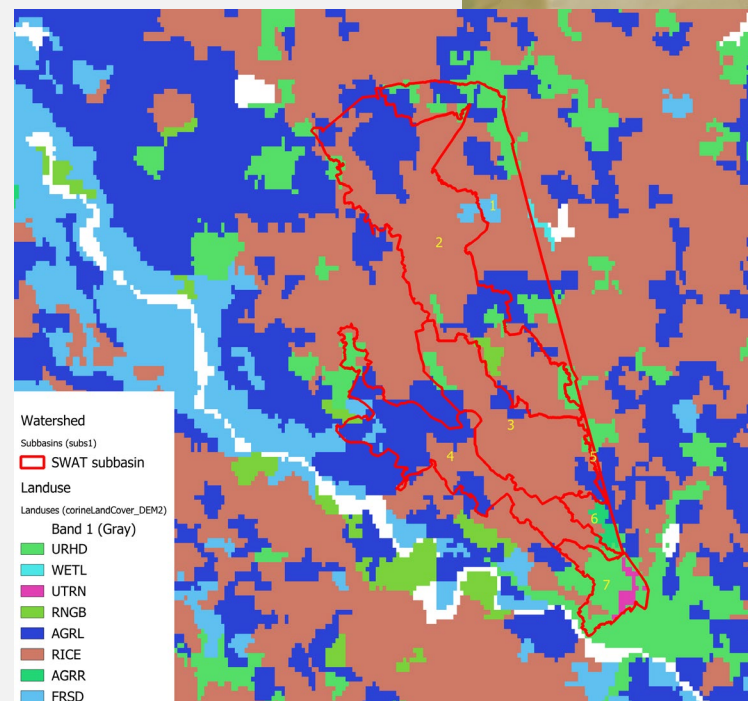 1
2
3
4
5
6
7
Watershed
Subbasins (subs1)
SWAT subbasin
Landuse
Landuses (corineLandCover_DEM2)
Band 1 (Gray)
URHD
WETL
UTRN
RNGB
AGRL
RICE
AGRR
FRSD